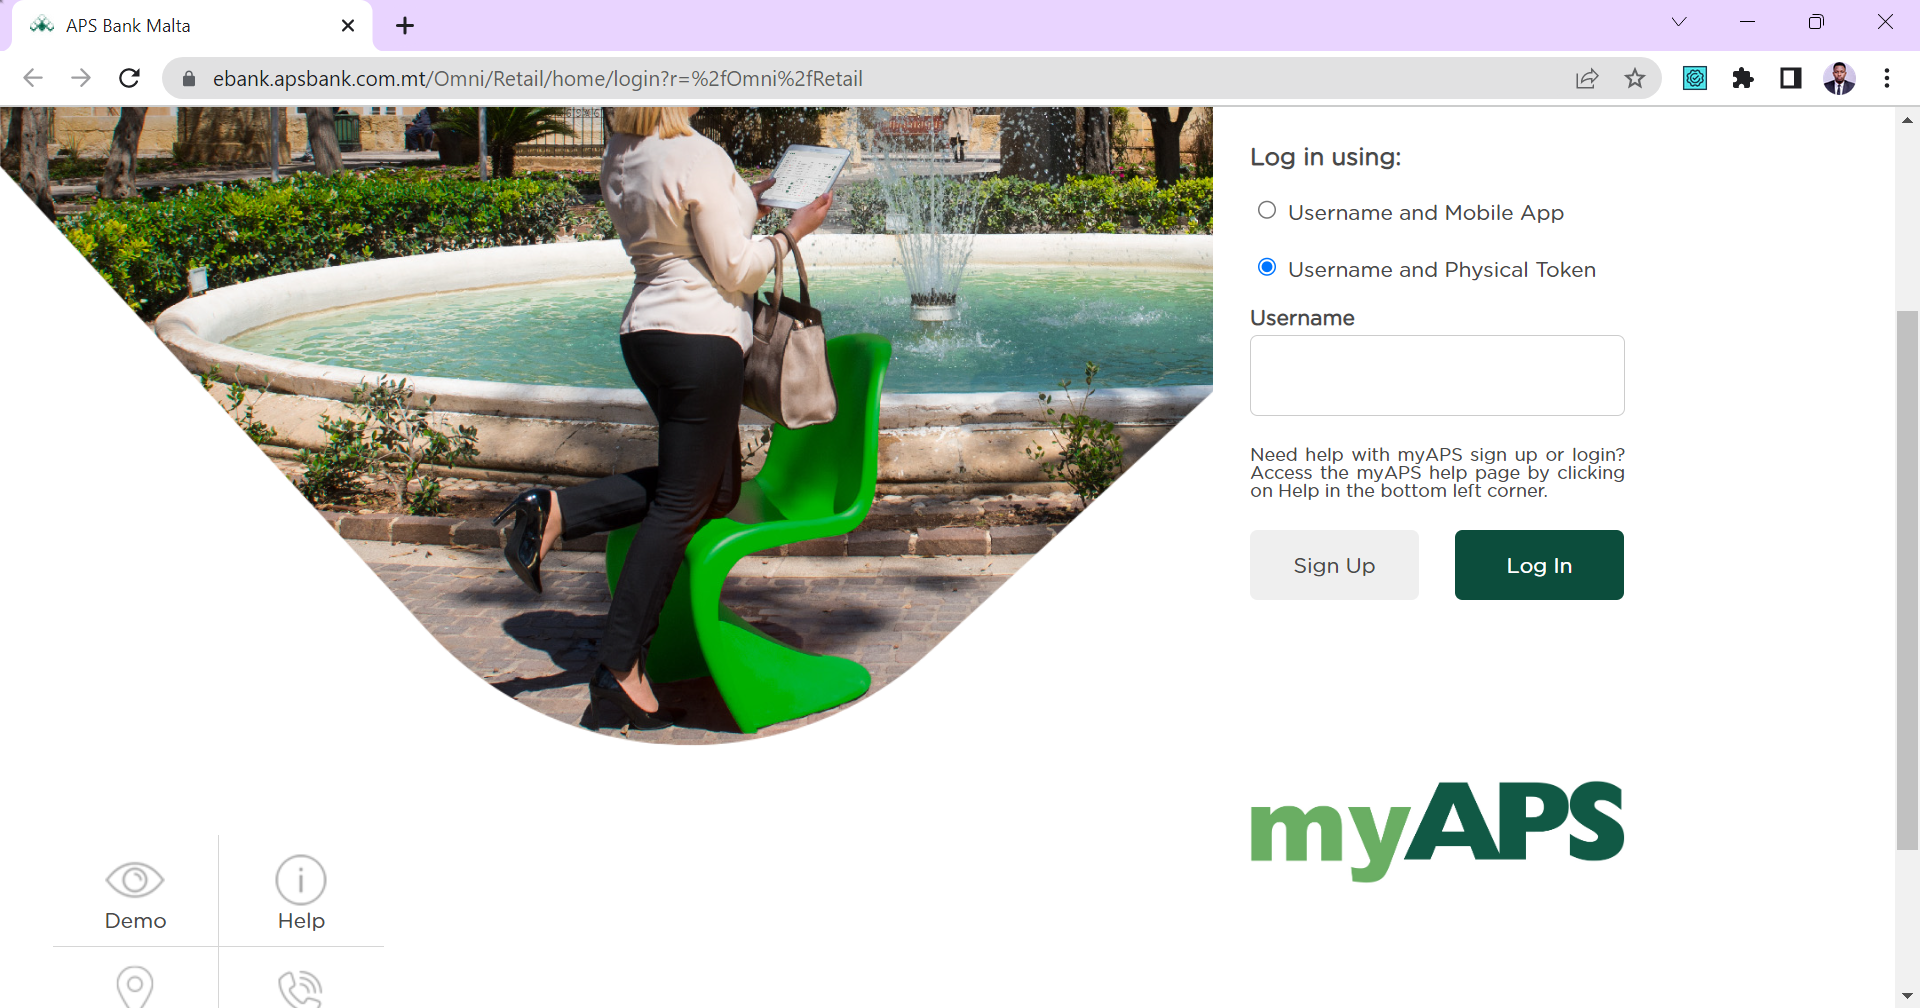 APS Bank Malta
ebank.apsbank.com.mt/Omni/Retail/home/login?r=%2fOmni%2fRetail
Log in using:
Username and Mobile App
Username and Physical Token
Username
Need help with myAPS sign up or login?
Access the myAPS help page by clicking
on Help in the bottom left corner.
Sign Up
Log In
myAPS
Demo
Help